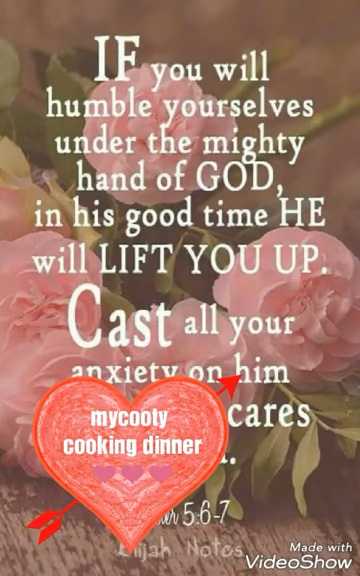 IF you will
humble yourselves
under the mighty
hand of GOD,
in his good time HE
will LIFT YOU UP.
Cast all your
anxiety on him
cares
mycooty
cooking dinner
5:6-7
Elijah Notes
Made with
VideoShow